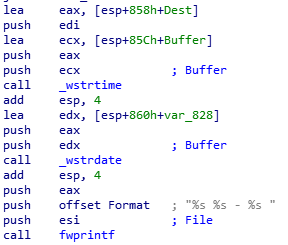 lea eax, [esp+858h+Dest]
push edi
lea ecx, [esp+85Ch+Buffer]
push eax
push ecx ; Buffer
call _wstrtime
add esp, 4
lea edx, [esp+860h+var_828]
push eax
push edx ; Buffer
call _wstrdate
add esp, 4
push eax
push offset Format ; "%s %s - %s "
push esi ; File
call fwprintf